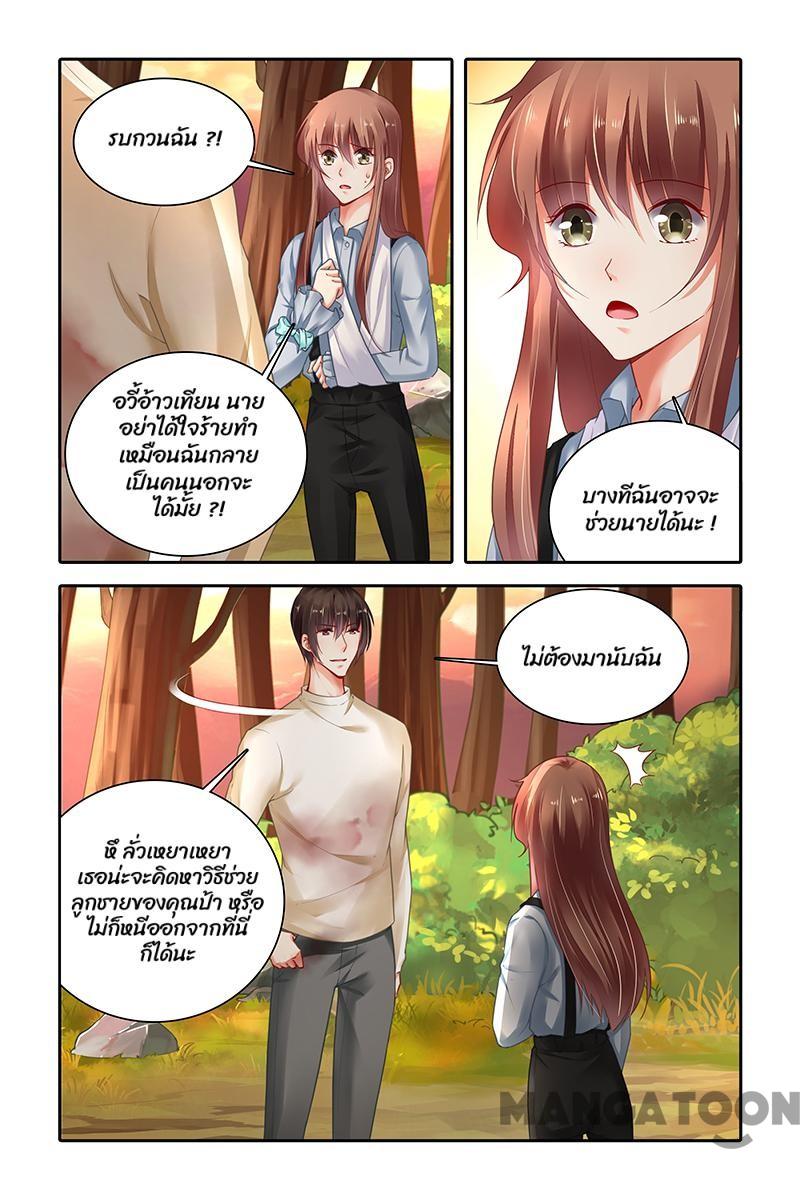 รบกวนฉัน ?!
อวี้อ้าวเทียน นาย
อย่าได้ใจร้ายทำ
เหมือนฉันกลาย
เป็นคนนอกจะ
ได้มั้ย ?!
บางทีฉันอาจจะ
ช่วยนายได้นะ !
ไม่ต้องมานับฉัน
หึ ลั่วเหยาเหยา
เธอน่ะจะคิดหาวิธีช่วย
ลูกชายของคุณป้า หรือ
ไม่ก็หนีออกจากที่นี่
ก็ได้นะ
MANGATOON